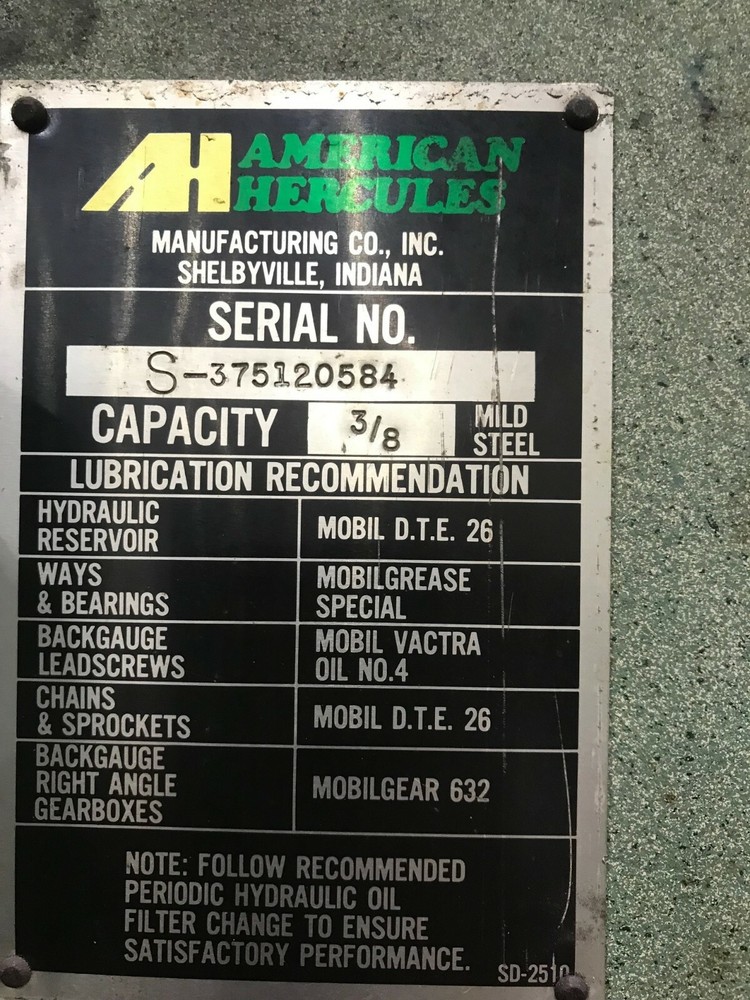 AH AMERICAN
HERCULES
MANUFACTURING CO., INC.
SHELBYVILLE, INDIANA
SERIAL NO.
S-375120584
CAPACITY 3/8 MILD
STEEL
LUBRICATION RECOMMENDATION
HYDRAULIC
RESERVOIR
MOBIL D.T.E. 26
WAYS
& BEARINGS
MOBILGREASE
SPECIAL
BACKGAUGE
LEADSCREWS
MOBIL VACTRA
OIL NO.4
CHAINS
& SPROCKETS
MOBIL D.T.E. 26
BACKGAUGE
RIGHT ANGLE
GEARBOXES
MOBILGEAR 632
NOTE: FOLLOW RECOMMENDED
PERIODIC HYDRAULIC OIL
FILTER CHANGE TO ENSURE
SATISFACTORY PERFORMANCE.
SD-2510